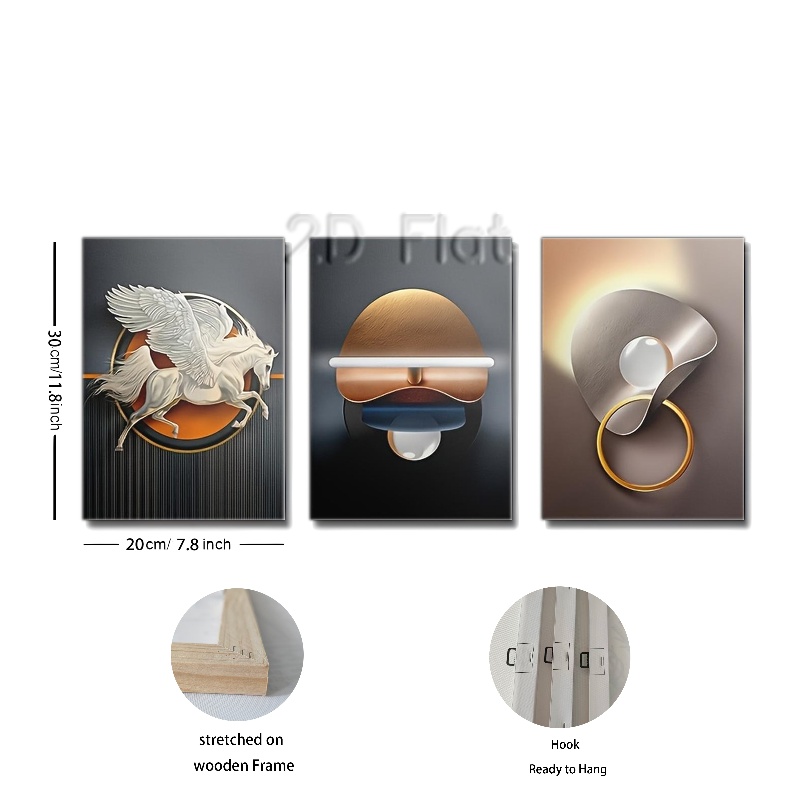 2D Flat
30cm/11.8inch
20cm/ 7.8 inch
stretched on
wooden Frame
Hook
Ready to Hang